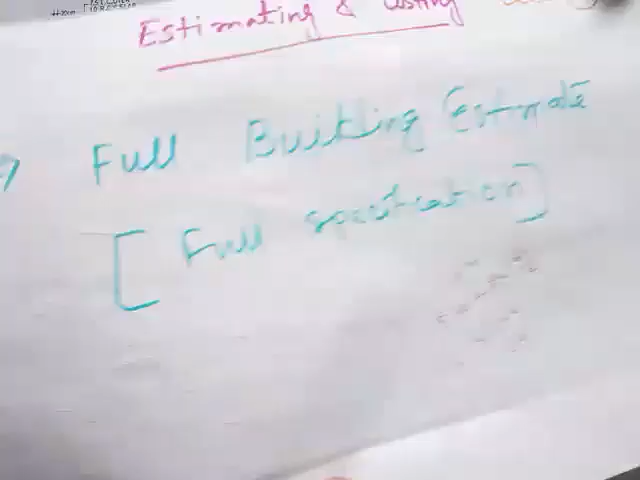 Estimating & Costing
Full Building Estimate
[Full specification]